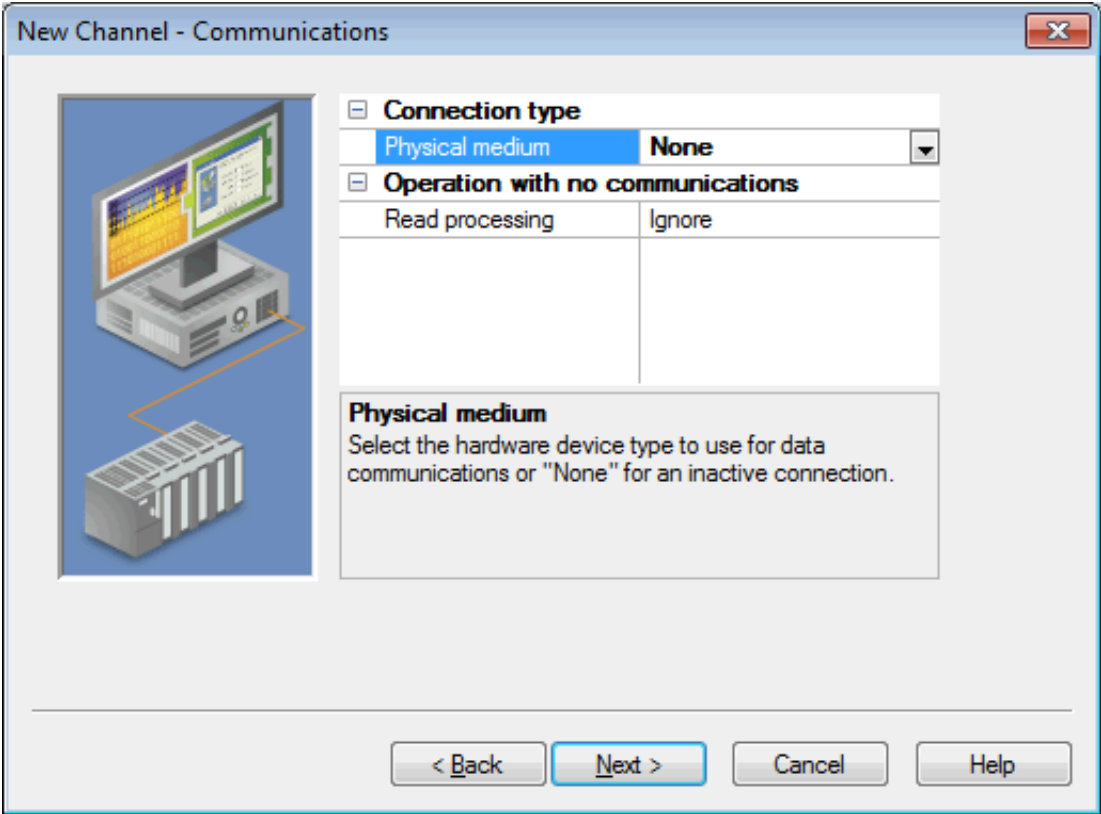 New Channel - Communications
Connection type
Physical medium None
Operation with no communications
Read processing Ignore
Physical medium
Select the hardware device type to use for data
communications or "None" for an inactive connection.
< Back Next > Cancel Help